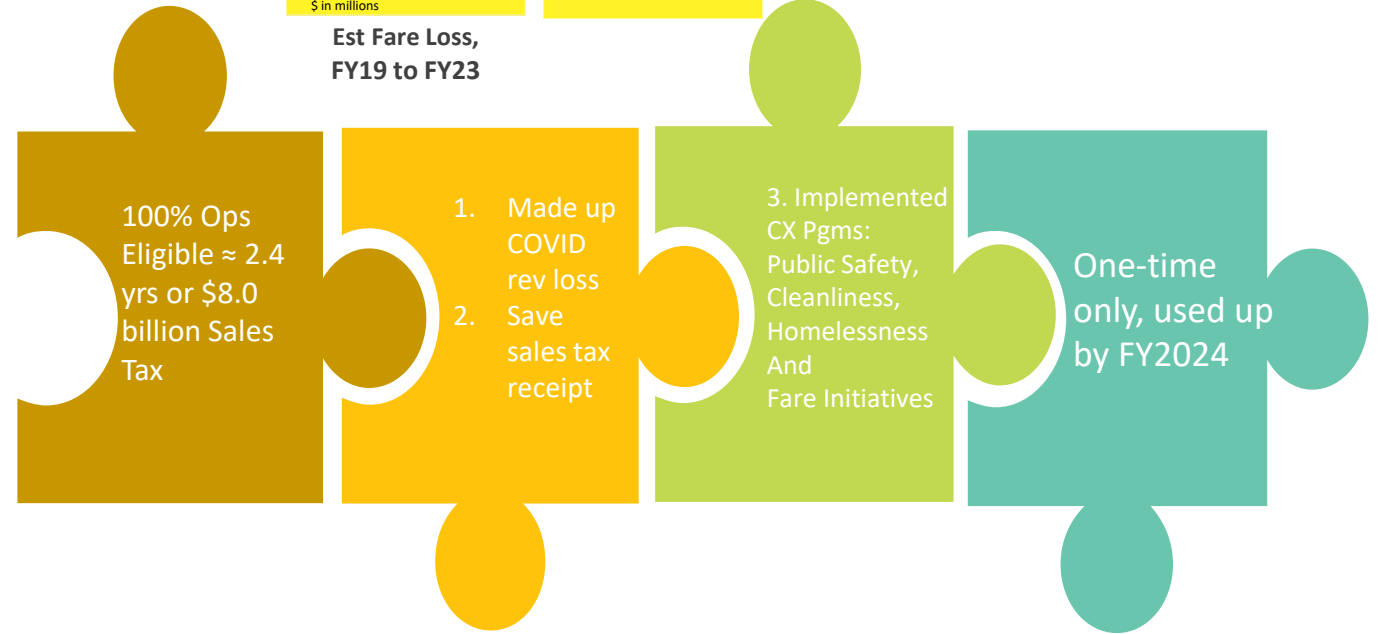 $ in millions
Est Fare Loss,
FY19 to FY23
100% Ops
Eligible ≈ 2.4
yrs or $8.0
billion Sales
Tax
1. Made up
COVID
rev loss
2. Save
sales tax
receipt
3. Implemented
CX Pgms:
Public Safety,
Cleanliness,
Homelessness
And
Fare Initiatives
One-time
only, used up
by FY2024